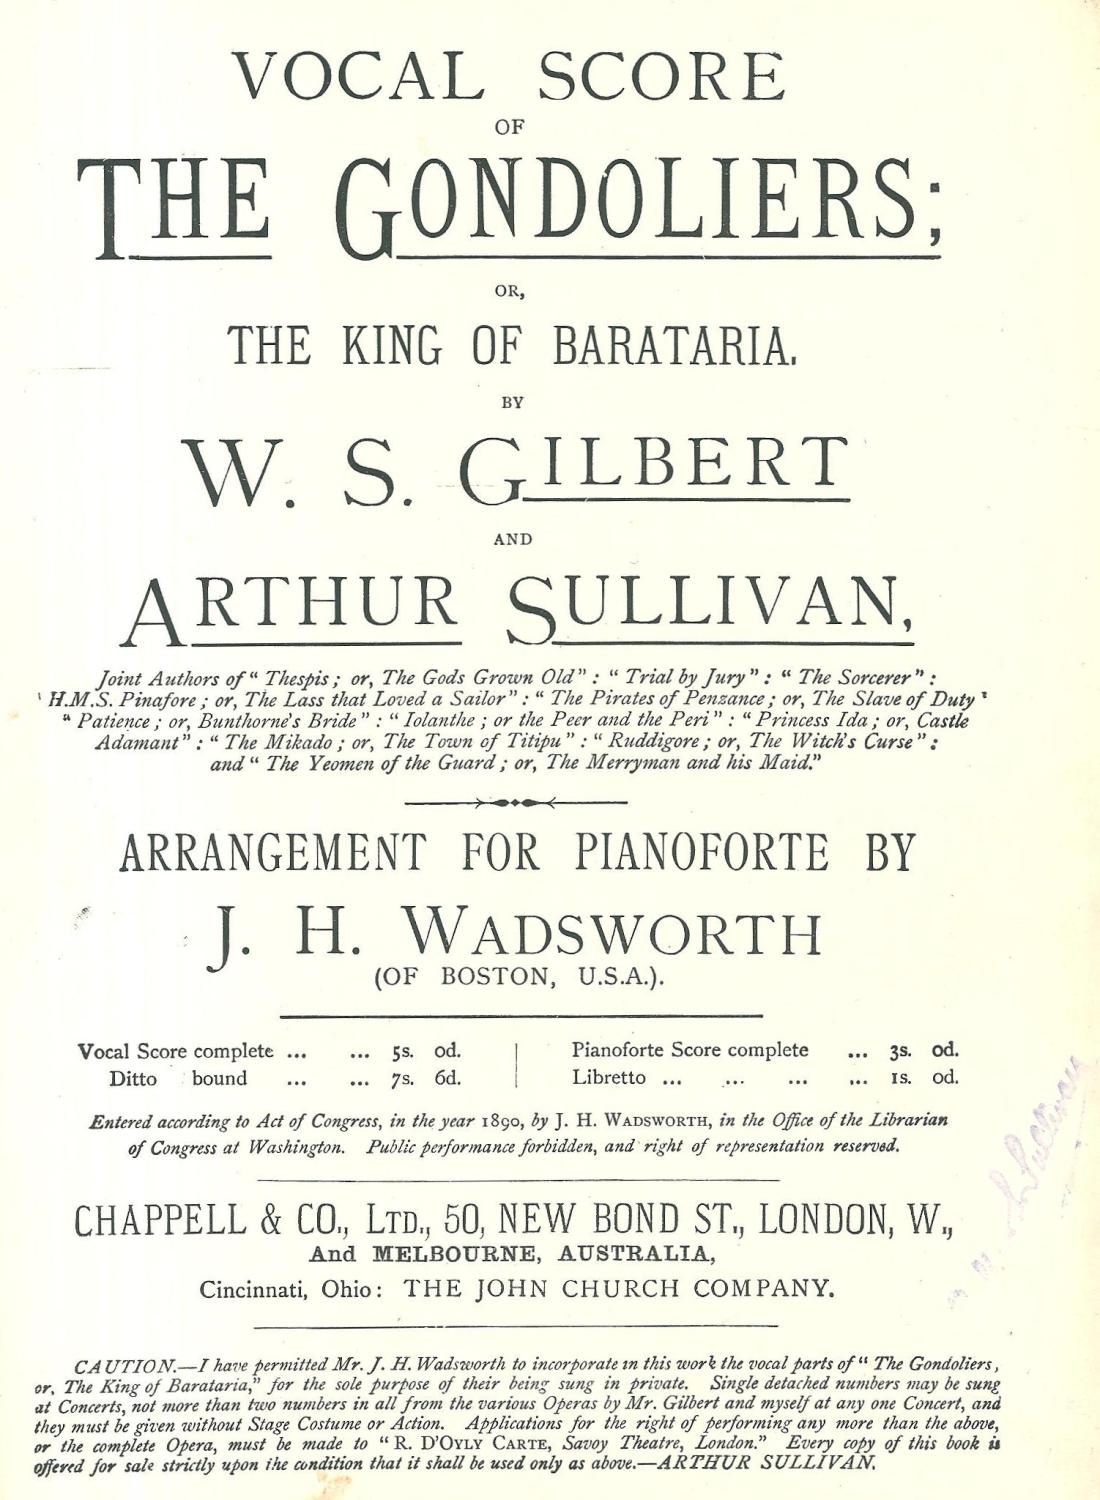 VOCAL SCORE
OF
THE GONDOLIERS;
OR,
THE KING OF BARATARIA.
BY
W. S. GILBERT
AND
ARTHUR SULLIVAN,
Joint Authors of "Thespis; or, The Gods Grown Old": "Trial by Jury": "The Sorcerer":
'H.M.S. Pinafore; or, The Lass that Loved a Sailor": "The Pirates of Penzance; or, The Slave of Duty"
"Patience; or, Bunthorne's Bride": "Iolanthe; or the Peer and the Peri": "Princess Ida; or, Castle
Adamant": "The Mikado; or, The Town of Titipu": "Ruddigore; or, The Witch's Curse":
and "The Yeomen of the Guard; or, The Merryman and his Maid."
ARRANGEMENT FOR PIANOFORTE BY
J. H. WADSWORTH
(OF BOSTON, U.S.A.).
Vocal Score complete ... ... 5s. 0d.
Ditto bound ... ... 7s. 6d.
Pianoforte Score complete ... 3s. 0d.
Libretto ... ... ... ... 1s. 0d.
Entered according to Act of Congress, in the year 1890, by J. H. WADSWORTH, in the Office of the Librarian
of Congress at Washington. Public performance forbidden, and right of representation reserved.
CHAPPELL & CO., LTD., 50, NEW BOND ST., LONDON, W.,
And MELBOURNE, AUSTRALIA,
Cincinnati, Ohio: THE JOHN CHURCH COMPANY.
CAUTION.—I have permitted Mr. J. H. Wadsworth to incorporate in this work the vocal parts of "The Gondoliers,
or, The King of Barataria," for the sole purpose of their being sung in private. Single detached numbers may be sung
at Concerts, not more than two numbers in all from the various Operas by Mr. Gilbert and myself at any one Concert, and
they must be given without Stage Costume or Action. Applications for the right of performing any more than the above,
or the complete Opera, must be made to "R. D'OYLY CARTE, Savoy Theatre, London." Every copy of this book is
offered for sale strictly upon the condition that it shall be used only as above.—ARTHUR SULLIVAN.
Sullivan